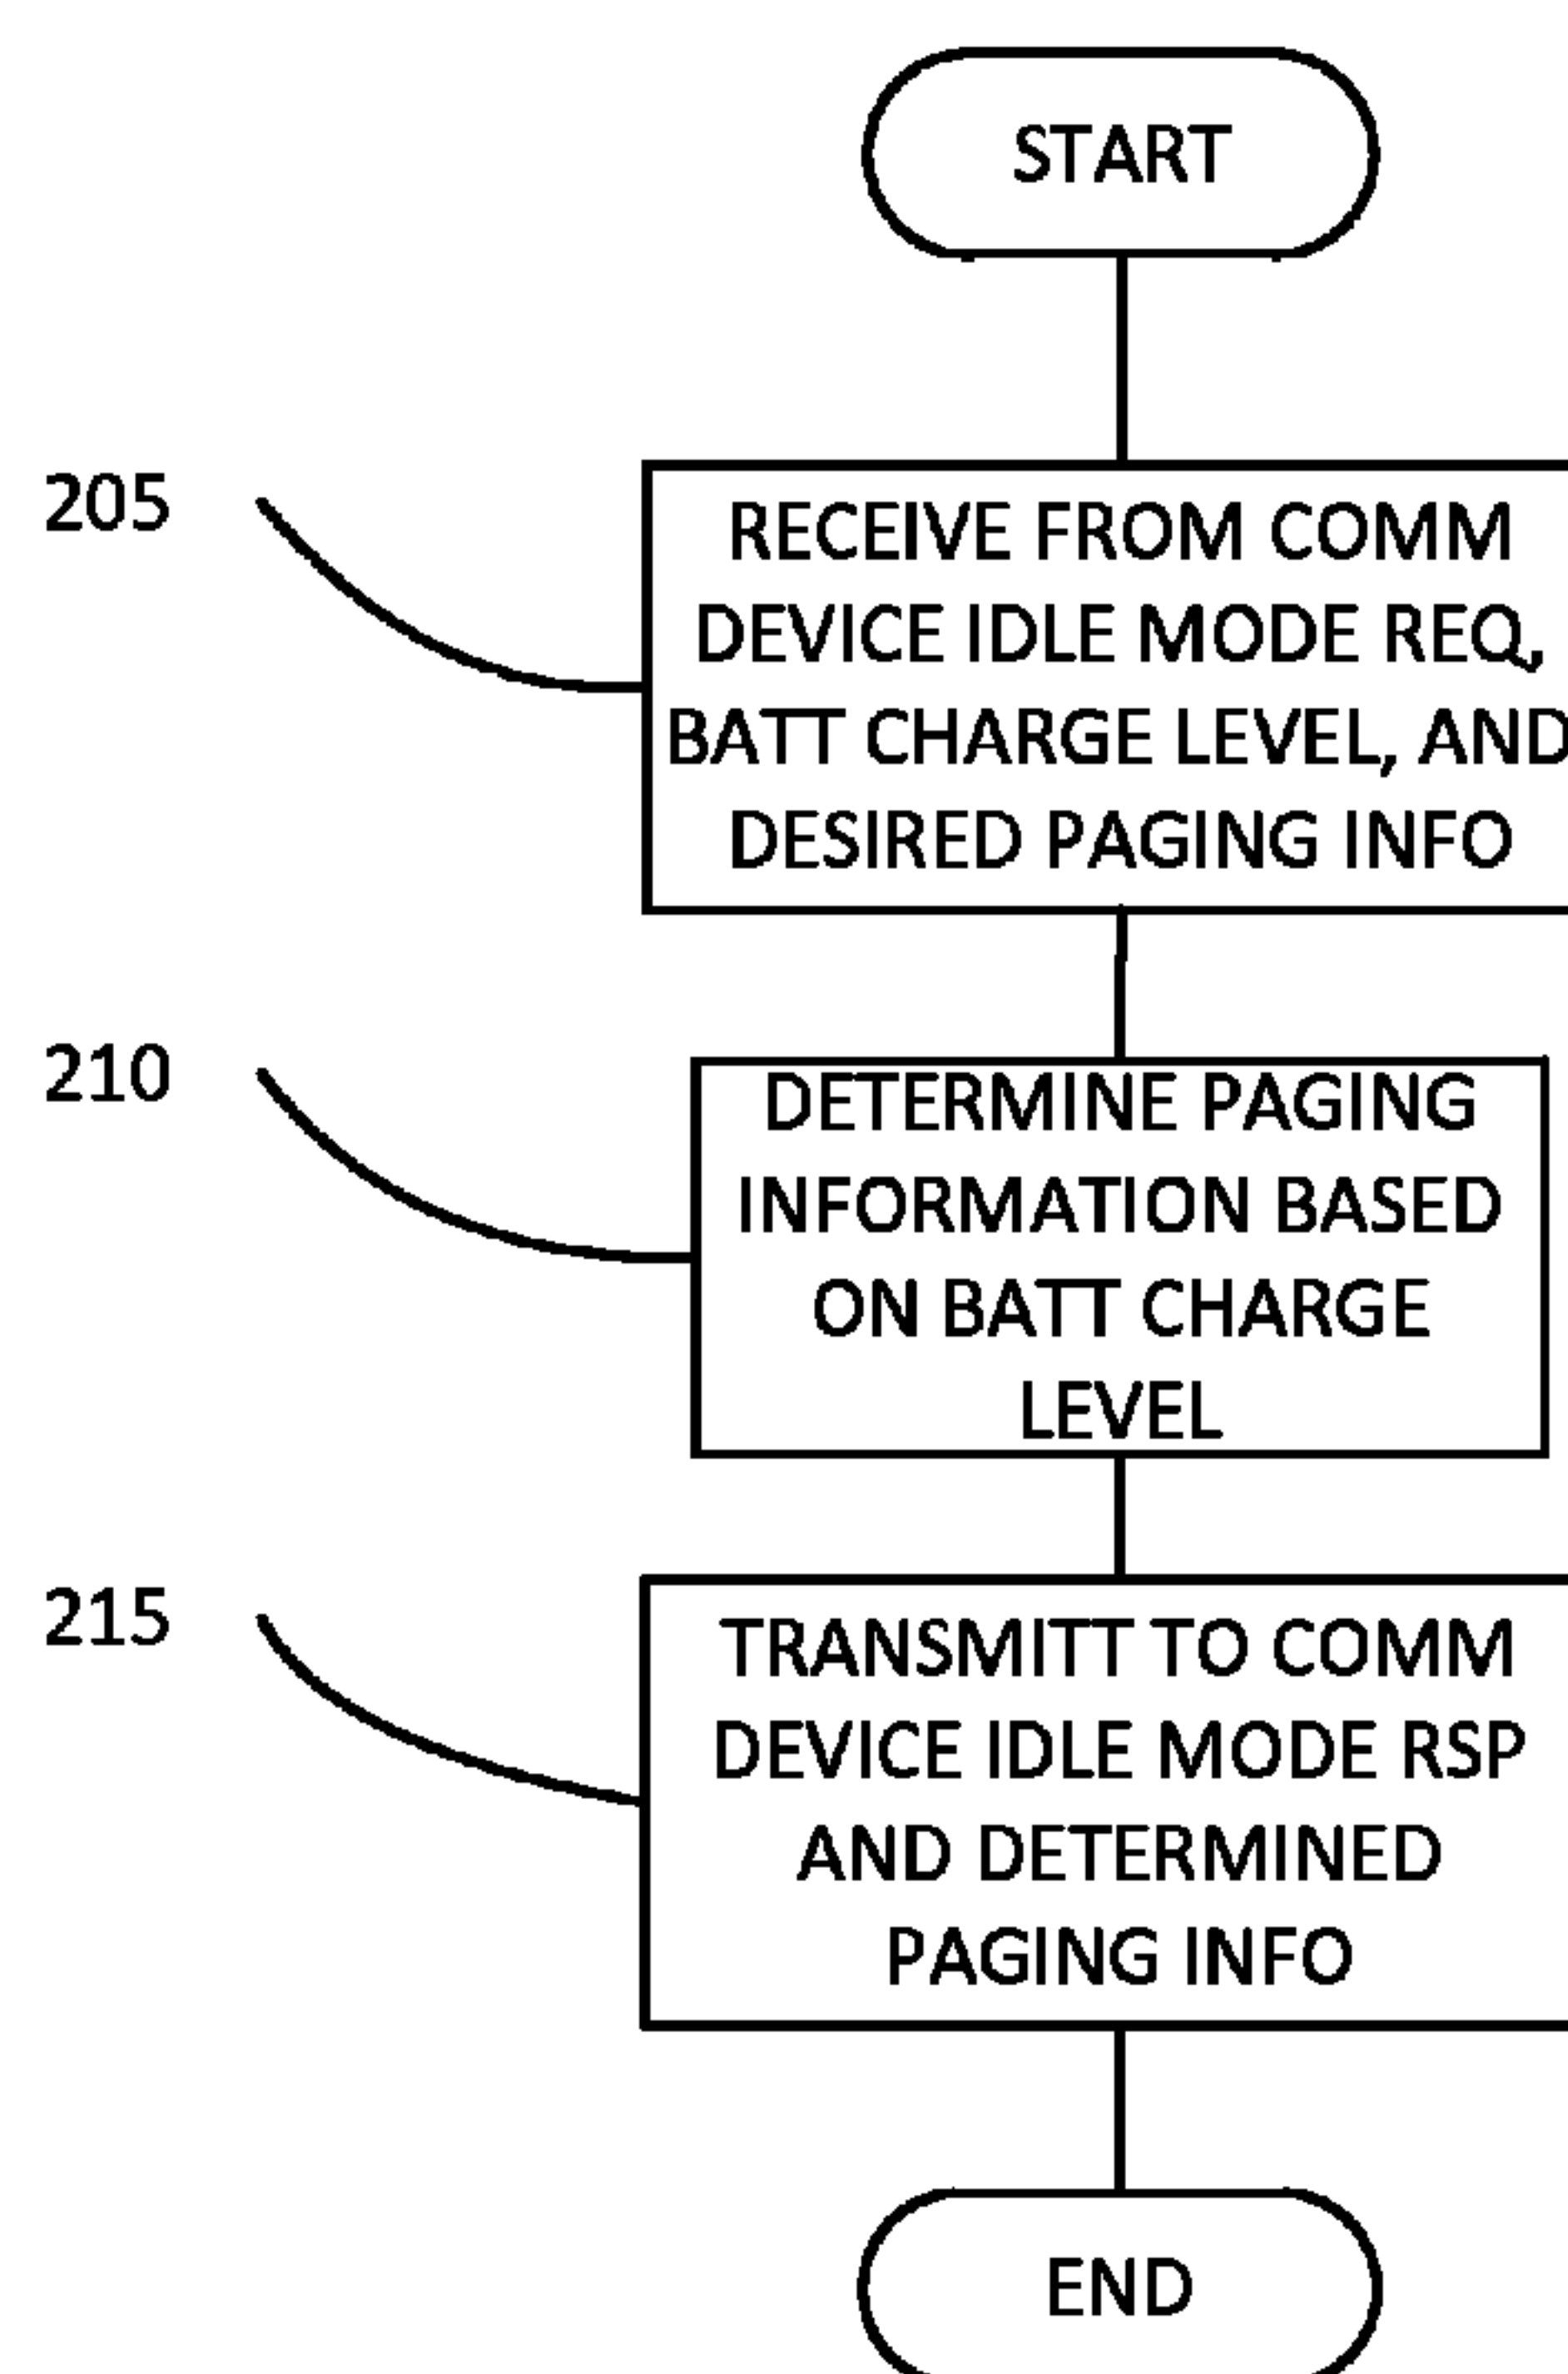 START
205
RECEIVE FROM COMM
DEVICE IDLE MODE REQ,
BATT CHARGE LEVEL, AND
DESIRED PAGING INFO
210
DETERMINE PAGING
INFORMATION BASED
ON BATT CHARGE
LEVEL
215
TRANSMITT TO COMM
DEVICE IDLE MODE RSP
AND DETERMINED
PAGING INFO
END